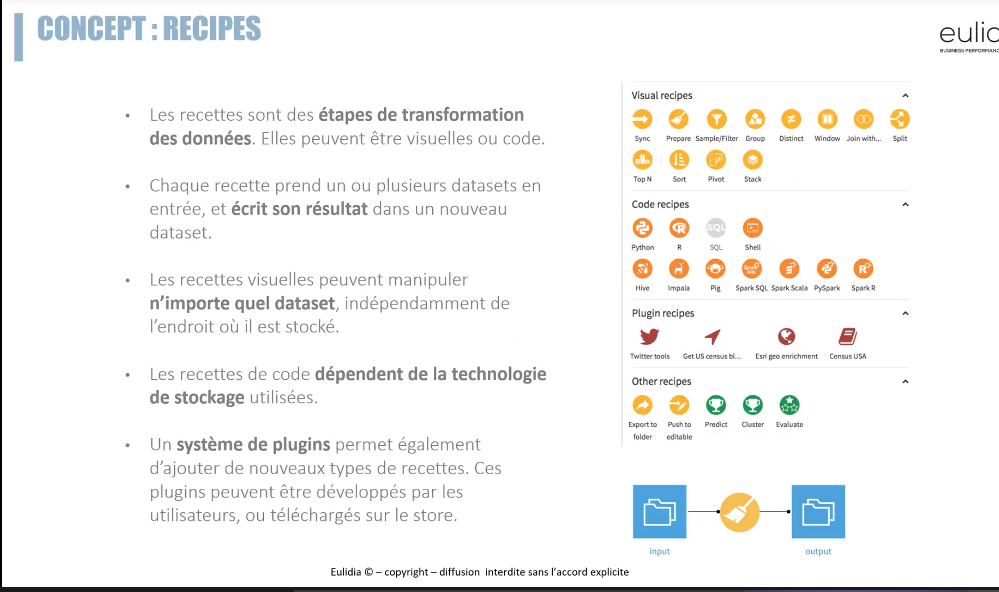 CONCEPT : RECIPES
eulid
BUSINESS PERFORMANC
• Les recettes sont des étapes de transformation
des données. Elles peuvent être visuelles ou code.
• Chaque recette prend un ou plusieurs datasets en
entrée, et écrit son résultat dans un nouveau
dataset.
• Les recettes visuelles peuvent manipuler
n’importe quel dataset, indépendamment de
l’endroit où il est stocké.
• Les recettes de code dépendent de la technologie
de stockage utilisées.
• Un système de plugins permet également
d’ajouter de nouveaux types de recettes. Ces
plugins peuvent être développés par les
utilisateurs, ou téléchargés sur le store.
Visual recipes
Sync Prepare Sample/Filter Group Distinct Window Join with... Split
Top N Sort Pivot Stack
Code recipes
SQL
Python R SQL Shell
Hive Impala Pig Spark SQL Spark Scala PySpark Spark R
Plugin recipes
Twitter tools Get US census bl... Esri geo enrichment Census USA
Other recipes
Export to Push to Predict Cluster Evaluate
folder editable
input output
Eulidia © – copyright – diffusion interdite sans l’accord explicite